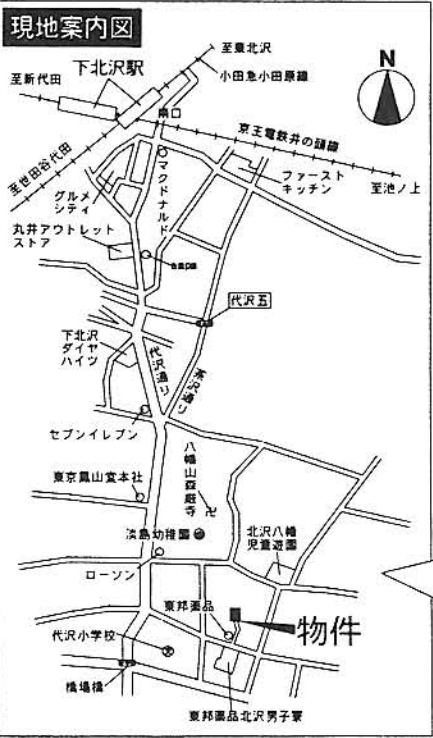 現地案内図
至東北沢
小田急小田原線
下北沢駅
至新代田
N
南口
京王電鉄井の頭線
至世田谷代田
マクドナルド
ファースト
キッチン
至池ノ上
グルメ
シティ
丸井アウトレット
ストア
ampm
代沢五
下北沢
ダイヤ
ハイツ
代沢通り
茶沢通り
セブンイレブン
八幡山森厳寺
卍
東京鳳山堂本社
淡島幼稚園
北沢八幡
児童遊園
ローソン
東邦薬品
物件
代沢小学校
文
橋場橋
東邦薬品北沢男子寮